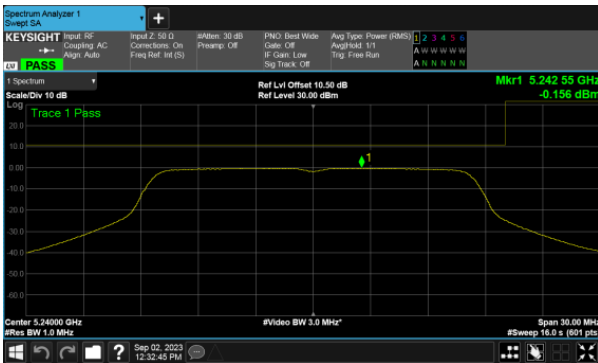 Spectrum Analyzer 1
Swept SA
+
KEYSIGHT Input: RF Input Z: 50 Ω #Atten: 30 dB PNO: Best Wide Avg Type: Power (RMS) 1 2 3 4 5 6
Coupling: AC Corrections: On Preamp: Off Gate: Off Avg|Hold: 1/1 A W W W W W
Align: Auto Freq Ref: Int (S) IF Gain: Low Trig: Free Run
Sig Track: Off A N N N N N
LXI PASS
1 Spectrum Ref Lvl Offset 10.50 dB Mkr1 5.242 55 GHz
Scale/Div 10 dB Ref Level 30.00 dBm -0.156 dBm
Log Trace 1 Pass
20.0
10.0
0.00
1
-10.0
-20.0
-30.0
-40.0
-50.0
-60.0
Center 5.24000 GHz #Video BW 3.0 MHz* Span 30.00 MHz
#Res BW 1.0 MHz #Sweep 16.0 s (601 pts)
? Sep 02, 2023
12:32:45 PM